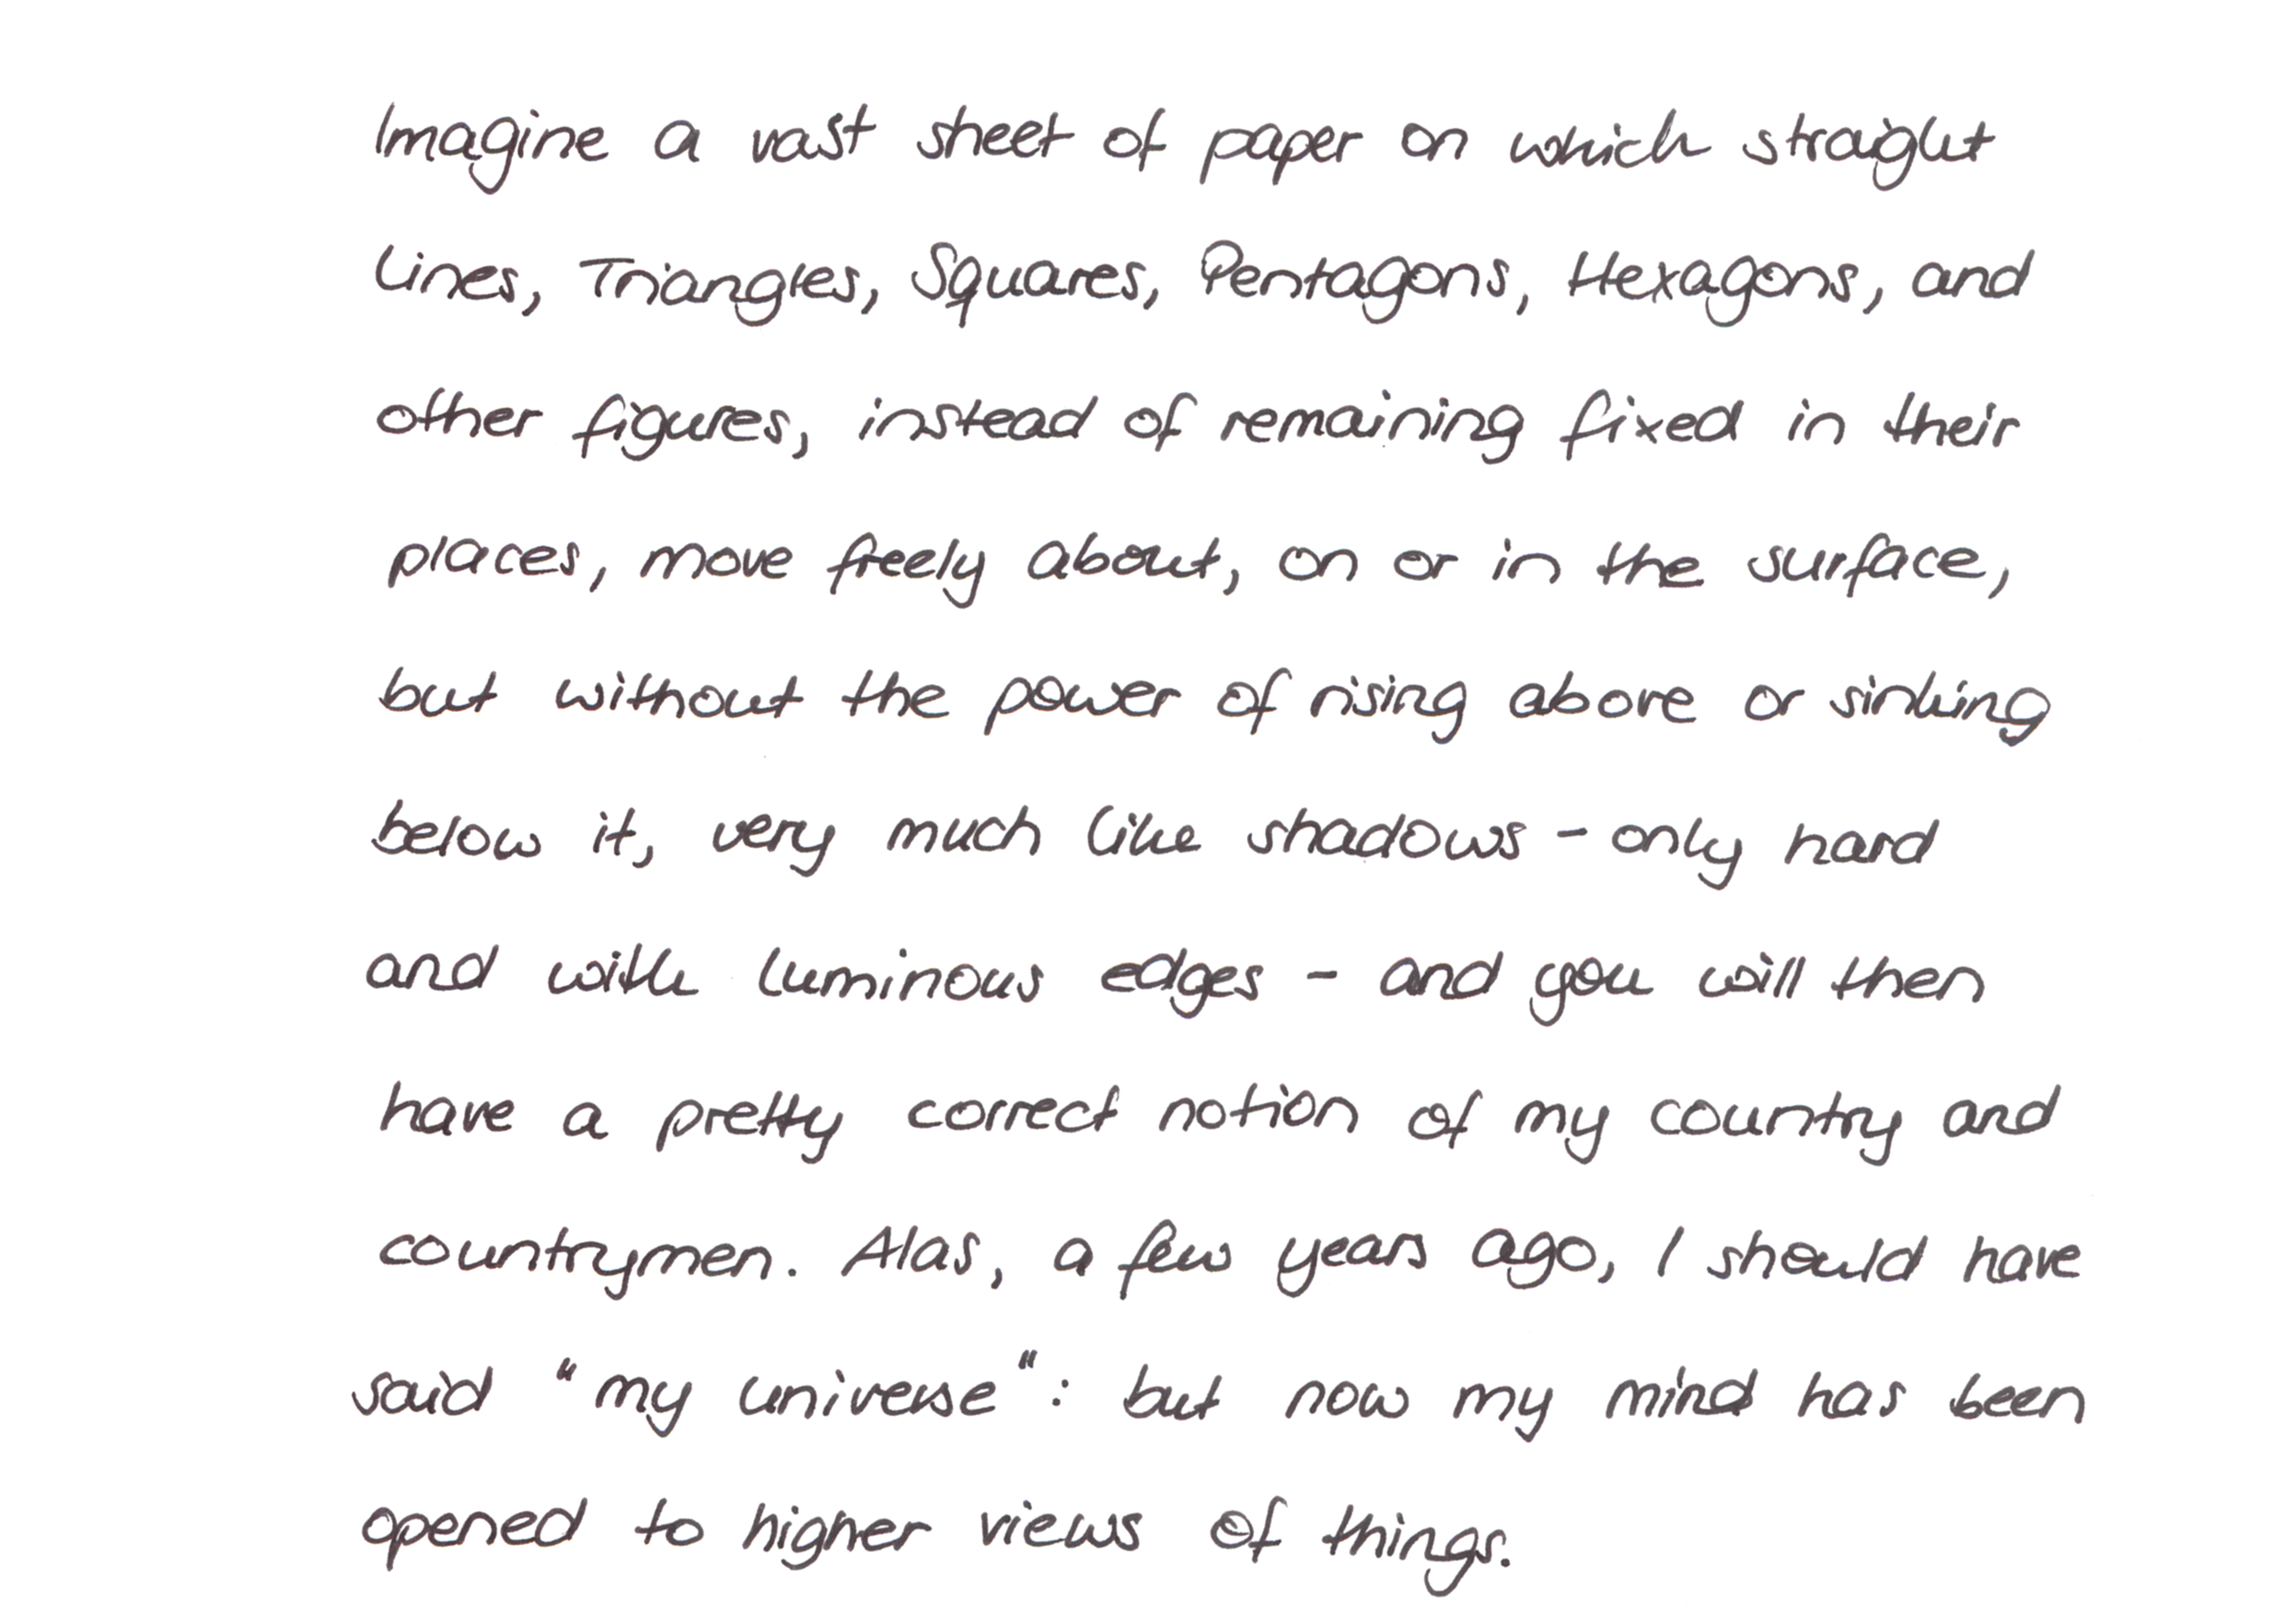 Imagine a vast sheet of paper on which straight
Lines, Triangles, Squares, Pentagons, Hexagons, and
other figures, instead of remaining fixed in their
places, move freely about, on or in the surface,
but without the power of rising above or sinking
below it, very much like shadows - only hard
and with luminous edges - and you will then
have a pretty correct notion of my country and
countrymen. Alas, a few years ago, I should have
said "my universe": but now my mind has been
opened to higher views of things.